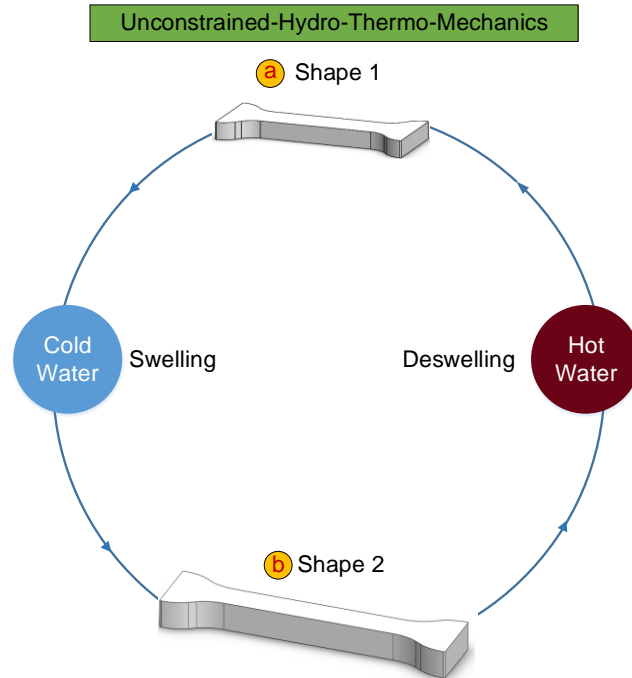 Unconstrained-Hydro-Thermo-Mechanics
a Shape 1
Cold
Water
Swelling
Deswelling
Hot
Water
b Shape 2